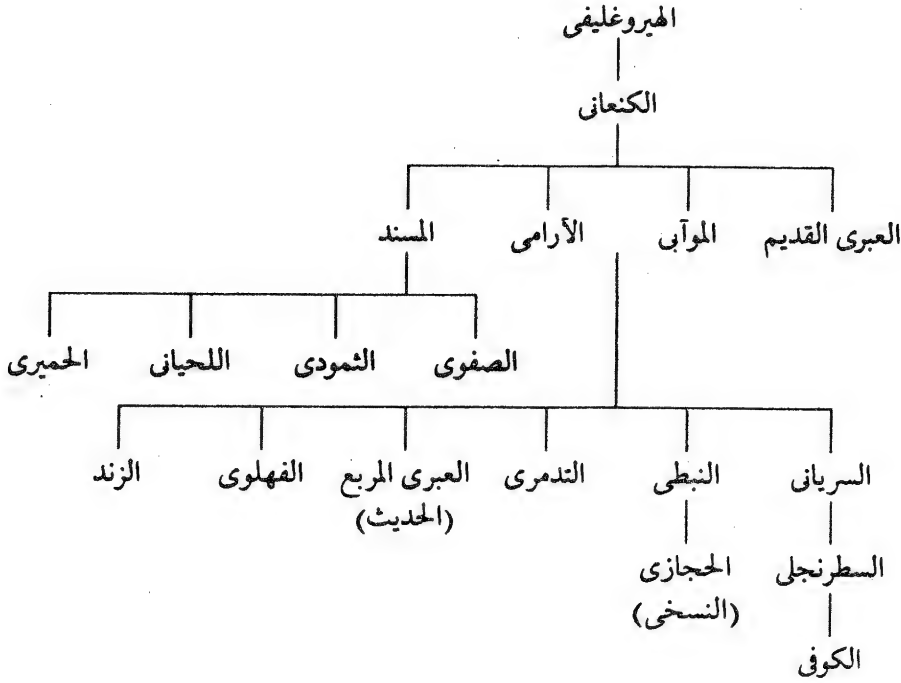 الهيروغليفى
الكنعانى
العبرى القديم الموآبى الآرامى المسند
الصفوى الثمودى اللحيانى الحميرى
السريانى النبطى التدمرى العبرى المربع الفهلوى الزند
(الحديث)
السطرنجلى الحجازى
(النسخى)
الكوفى